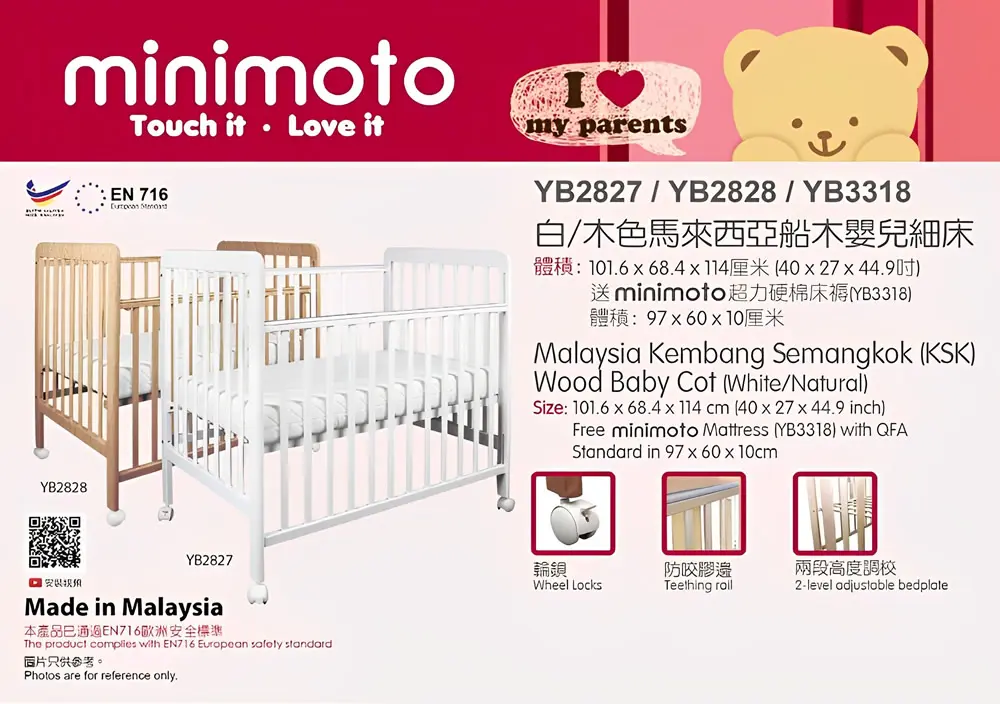 minimoto
Touch it · Love it
I
my parents
EN 716
European Standard
YB2827 / YB2828 / YB3318
白/木色馬來西亞船木嬰兒細床
體積：101.6 x 68.4 x 114厘米 (40 x 27 x 44.9吋)
送 minimoto 超力硬棉床褥(YB3318)
體積：97 x 60 x 10厘米
Malaysia Kembang Semangkok (KSK)
Wood Baby Cot (White/Natural)
Size: 101.6 x 68.4 x 114 cm (40 x 27 x 44.9 inch)
Free minimoto Mattress (YB3318) with QFA
Standard in 97 x 60 x 10cm
YB2828
YB2827
輪鎖
Wheel Locks
防咬膠邊
Teething rail
兩段高度調校
2-level adjustable bedplate
安裝視頻
Made in Malaysia
本產品已通過EN716歐洲安全標準
The product complies with EN716 European safety standard
圖片只供參考。
Photos are for reference only.